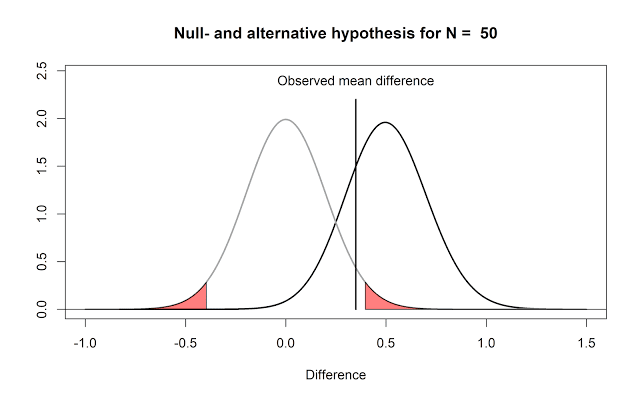 Null- and alternative hypothesis for N =  50
Observed mean difference
2.5
2.0
1.5
1.0
0.5
0.0
-1.0 -0.5 0.0 0.5 1.0 1.5
Difference